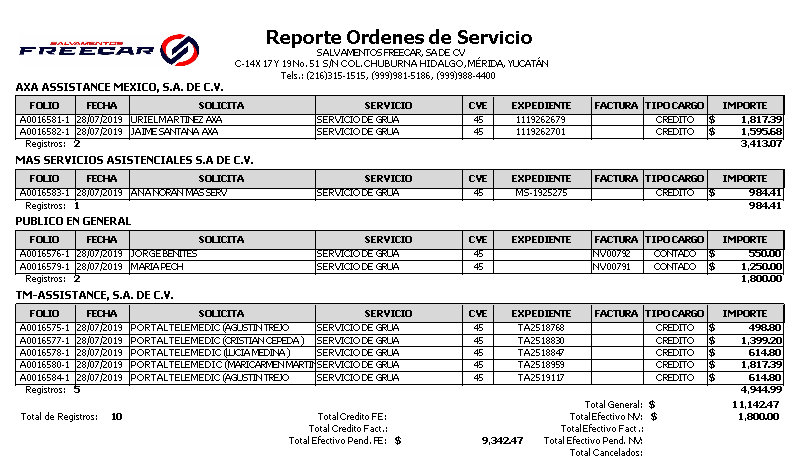 SALVAMENTOS
FREECAR
Reporte Ordenes de Servicio
SALVAMENTOS FREECAR, SA DE CV
C-14X 17 Y 19 No. 51 S/N COL. CHUBURNA HIDALGO, MÉRIDA, YUCATÁN
Tels.: (216)315-1515, (999)981-5186, (999)988-4400
AXA ASSISTANCE MEXICO, S.A. DE C.V.
FOLIO FECHA SOLICITA SERVICIO CVE EXPEDIENTE FACTURA TIPO CARGO IMPORTE
A0016581-1 28/07/2019 URIEL MARTINEZ AXA SERVICIO DE GRUA 45 1119262679 CREDITO $ 1,817.39
A0016582-1 28/07/2019 JAIME SANTANA AXA SERVICIO DE GRUA 45 1119262701 CREDITO $ 1,595.68
Registros: 2 3,413.07
MAS SERVICIOS ASISTENCIALES S.A DE C.V.
FOLIO FECHA SOLICITA SERVICIO CVE EXPEDIENTE FACTURA TIPO CARGO IMPORTE
A0016583-1 28/07/2019 ANA NORAN MAS SERV SERVICIO DE GRUA 45 MS-1925275 CREDITO $ 984.41
Registros: 1 984.41
PUBLICO EN GENERAL
FOLIO FECHA SOLICITA SERVICIO CVE EXPEDIENTE FACTURA TIPO CARGO IMPORTE
A0016576-1 28/07/2019 JORGE BENITES SERVICIO DE GRUA 45 NV00792 CONTADO $ 550.00
A0016579-1 28/07/2019 MARIA PECH SERVICIO DE GRUA 45 NV00791 CONTADO $ 1,250.00
Registros: 2 1,800.00
TM-ASSISTANCE, S.A. DE C.V.
FOLIO FECHA SOLICITA SERVICIO CVE EXPEDIENTE FACTURA TIPO CARGO IMPORTE
A0016575-1 28/07/2019 PORTAL TELEMEDIC (AGUSTIN TREJO SERVICIO DE GRUA 45 TA2518768 CREDITO $ 498.80
A0016577-1 28/07/2019 PORTAL TELEMEDIC (CRISTIAN CEPEDA ) SERVICIO DE GRUA 45 TA2518830 CREDITO $ 1,399.20
A0016578-1 28/07/2019 PORTAL TELEMEDIC (LUCIA MEDINA ) SERVICIO DE GRUA 45 TA2518847 CREDITO $ 614.80
A0016580-1 28/07/2019 PORTAL TELEMEDIC (MARICARMEN MARTIN SERVICIO DE GRUA 45 TA2518959 CREDITO $ 1,817.39
A0016584-1 28/07/2019 PORTAL TELEMEDIC (AGUSTIN TREJO SERVICIO DE GRUA 45 TA2519117 CREDITO $ 614.80
Registros: 5 4,944.99
Total General: $ 11,142.47
Total de Registros: 10 Total Credito FE: Total Efectivo NV: $ 1,800.00
Total Credito Fact.: Total Efectivo Fact.:
Total Efectivo Pend. FE: $ 9,342.47 Total Efectivo Pend. NV:
Total Cancelados: